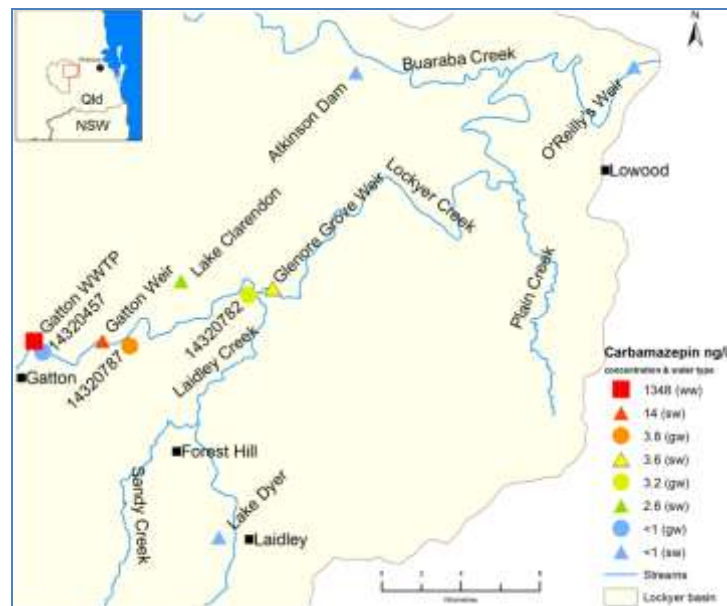 Qld
NSW
N
Buaraba Creek
Atkinson Dam
O'Reilly's Weir
Lowood
Lockyer Creek
Glenore Grove Weir
Lake Clarendon
Plain Creek
Gatton WWTP
14320457
Gatton Weir
14320787
14320782
Gatton
Laidley Creek
Forest Hill
Sandy Creek
Lake Dyer
Laidley
Carbamazepin ng/l
concentration & water type
1348 (ww)
14 (sw)
3.8 (gw)
3.6 (sw)
3.2 (gw)
2.6 (sw)
<1 (gw)
<1 (sw)
Streams
Lockyer basin